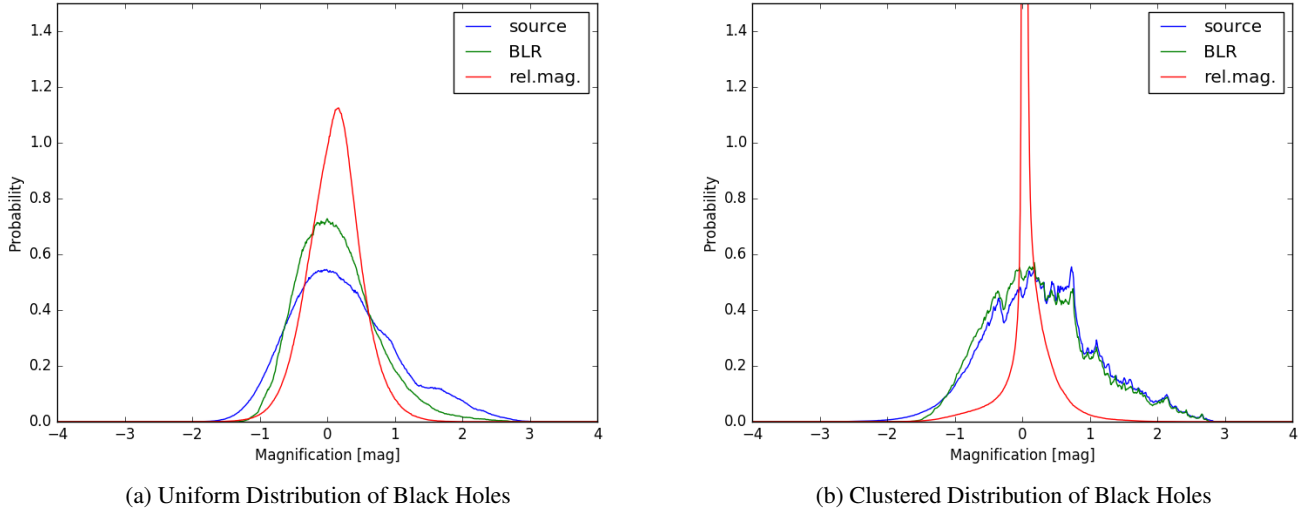 1.4
1.2
1.0
0.8
0.6
0.4
0.2
0.0
Probability
−4 −3 −2 −1 0 1 2 3 4
Magnification [mag]
source
BLR
rel.mag.
(a) Uniform Distribution of Black Holes
1.4
1.2
1.0
0.8
0.6
0.4
0.2
0.0
Probability
−4 −3 −2 −1 0 1 2 3 4
Magnification [mag]
source
BLR
rel.mag.
(b) Clustered Distribution of Black Holes